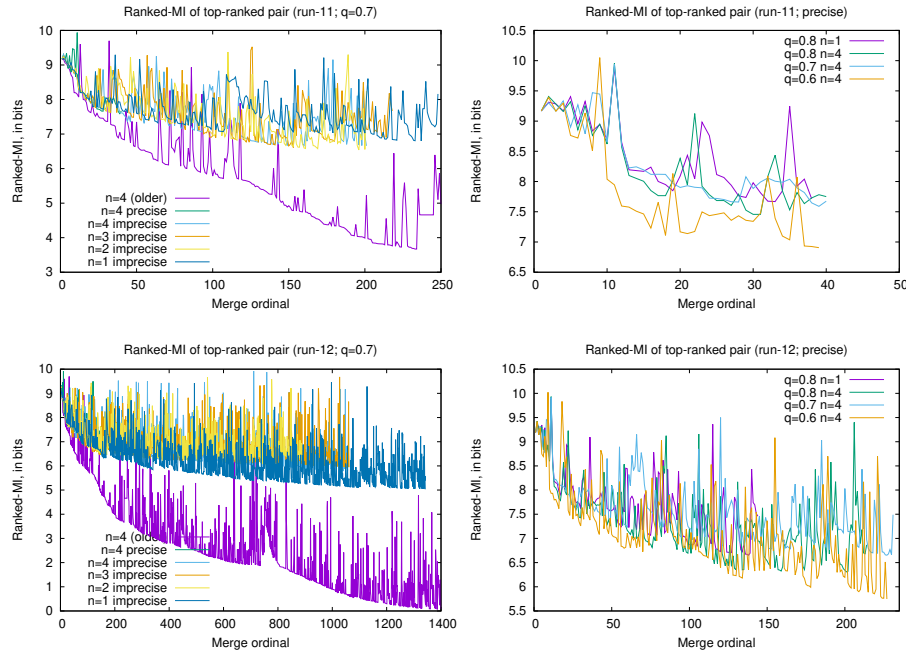 Ranked-MI of top-ranked pair (run-11; q=0.7)
Ranked-MI, in bits
10
9
8
7
6
5
4
3
n=4 (older)
n=4 precise
n=4 imprecise
n=3 imprecise
n=2 imprecise
n=1 imprecise
0 50 100 150 200 250
Merge ordinal
Ranked-MI of top-ranked pair (run-11; precise)
Ranked-MI, in bits
10.5
10
9.5
9
8.5
8
7.5
7
6.5
q=0.8 n=1
q=0.8 n=4
q=0.7 n=4
q=0.6 n=4
0 10 20 30 40 50
Merge ordinal
Ranked-MI of top-ranked pair (run-12; q=0.7)
Ranked-MI, in bits
10
9
8
7
6
5
4
3
2
1
0
n=4 (older)
n=4 precise
n=4 imprecise
n=3 imprecise
n=2 imprecise
n=1 imprecise
0 200 400 600 800 1000 1200 1400
Merge ordinal
Ranked-MI of top-ranked pair (run-12; precise)
Ranked-MI, in bits
10.5
10
9.5
9
8.5
8
7.5
7
6.5
6
5.5
q=0.8 n=1
q=0.8 n=4
q=0.7 n=4
q=0.6 n=4
0 50 100 150 200
Merge ordinal